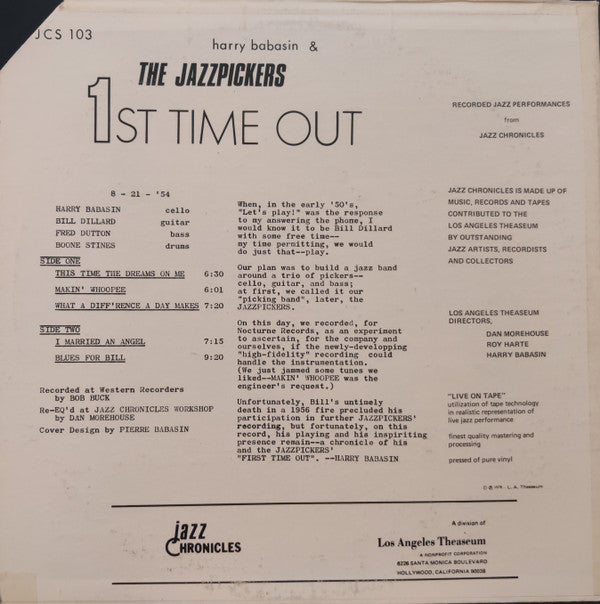 JCS 103
harry babasin &
THE JAZZPICKERS
1ST TIME OUT
RECORDED JAZZ PERFORMANCES
from
JAZZ CHRONICLES
8 - 21 - '54
HARRY BABASIN cello
BILL DILLARD guitar
FRED DUTTON bass
BOONE STINES drums
SIDE ONE
THIS TIME THE DREAMS ON ME 6:30
MAKIN' WHOOPEE 6:01
WHAT A DIFF'RENCE A DAY MAKES 7:20
SIDE TWO
I MARRIED AN ANGEL 7:15
BLUES FOR BILL 9:20
Recorded at Western Recorders
by BOB BUCK
Re-EQ'd at JAZZ CHRONICLES WORKSHOP
by DAN MOREHOUSE
Cover Design by PIERRE BABASIN
When, in the early '50's,
"Let's play!" was the response
to my answering the phone, I
would know it to be Bill Dillard
with some free time--
my time permitting, we would
do just that--play.
Our plan was to build a jazz band
around a trio of pickers--
cello, guitar, and bass;
at first, we called it our
"picking band", later, the
JAZZPICKERS.
On this day, we recorded, for
Nocturne Records, as an experiment
to ascertain, for the company and
ourselves, if the newly-developping
"high-fidelity" recording could
handle the instrumentation.
(We just jammed some tunes we
liked--MAKIN' WHOOPEE was the
engineer's request.)
Unfortunately, Bill's untimely
death in a 1956 fire precluded his
participation in further JAZZPICKERS'
recording, but fortunately, on this
record, his playing and his inspiriting
presence remain--a chronicle of his
and the JAZZPICKERS'
"FIRST TIME OUT". --HARRY BABASIN
JAZZ CHRONICLES IS MADE UP OF
MUSIC, RECORDS AND TAPES
CONTRIBUTED TO THE
LOS ANGELES THEASEUM
BY OUTSTANDING
JAZZ ARTISTS, RECORDISTS
AND COLLECTORS
LOS ANGELES THEASEUM
DIRECTORS,
DAN MOREHOUSE
ROY HARTE
HARRY BABASIN
"LIVE ON TAPE"
utilization of tape technology
in realistic representation of
live jazz performance
finest quality mastering and
processing
pressed of pure vinyl
L.A. Theaseum
jazz
CHRONICLES
A division of
Los Angeles Theaseum
A NONPROFIT CORPORATION
6226 SANTA MONICA BOULEVARD
HOLLYWOOD, CALIFORNIA 90038